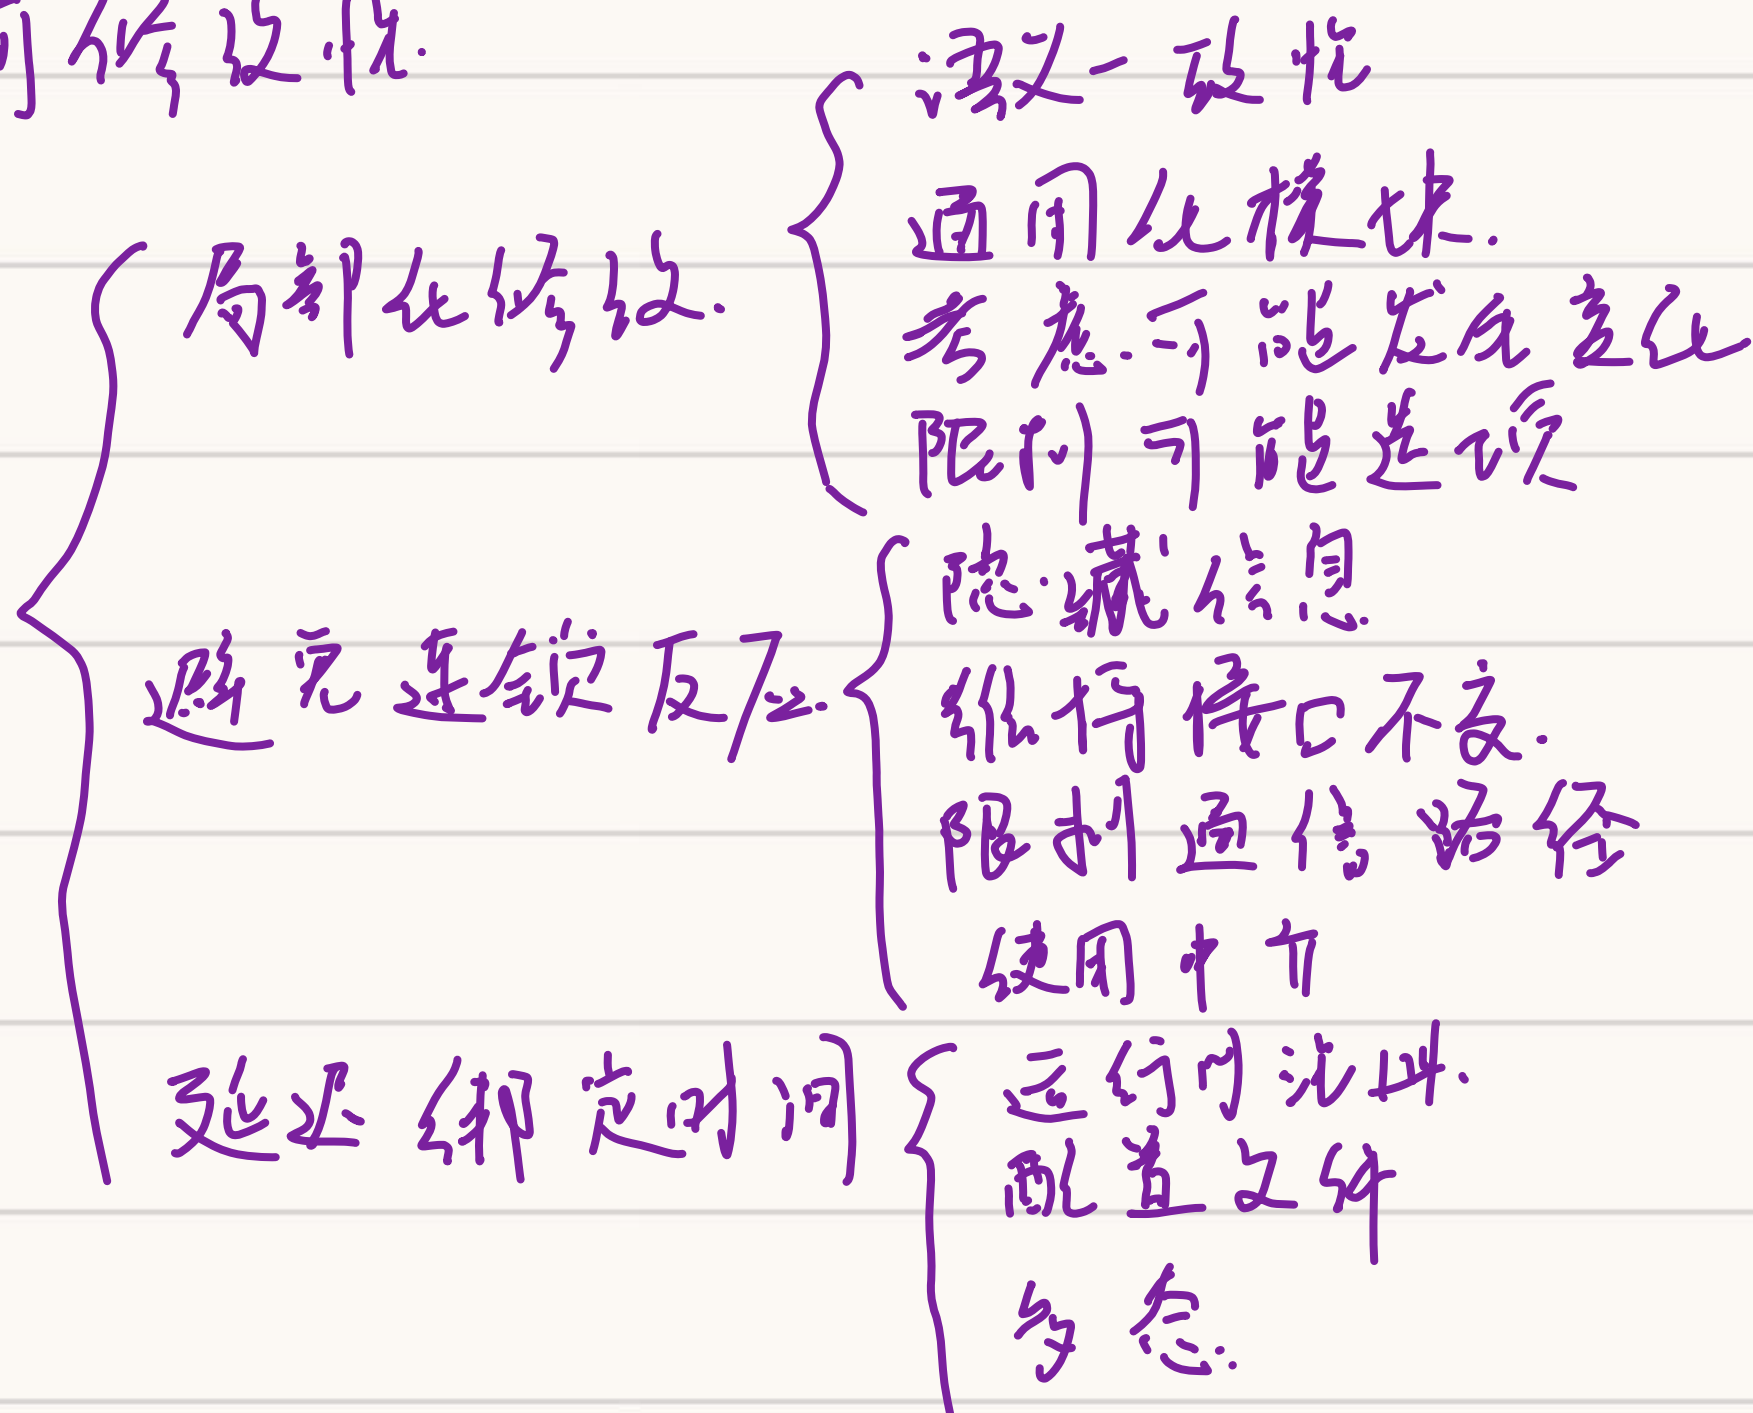 可修改性.
语义一致性
通用化模块.
考虑可能发生变化
局部化修改.
限制可能选项
隐藏信息
避免连锁反应.
维持接口不变.
限制通信路径
使用中介
延迟绑定时间
运行时注册.
配置文件
多态.